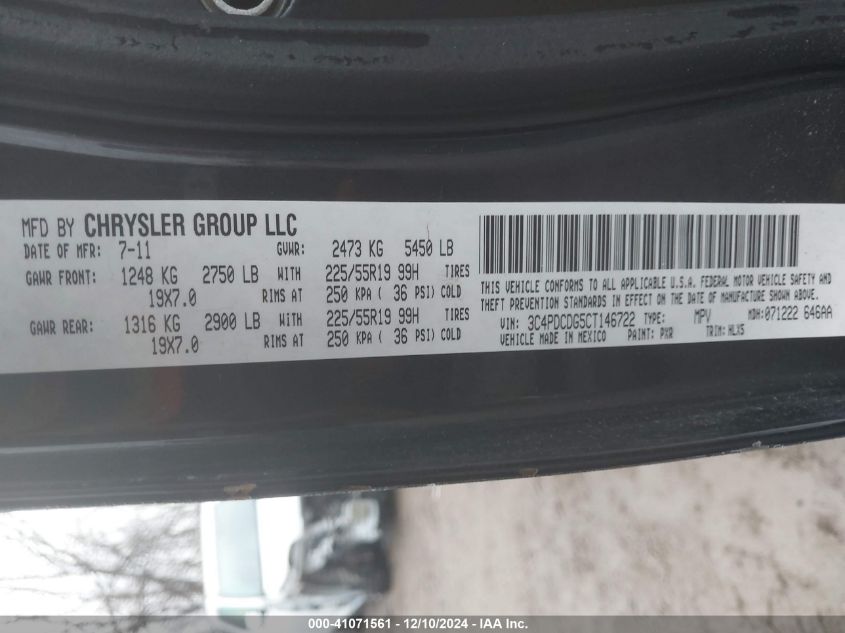 MFD BY CHRYSLER GROUP LLC
DATE OF MFR: 7-11 GVWR: 2473 KG 5450 LB
GAWR FRONT: 1248 KG 2750 LB WITH 225/55R19 99H TIRES
19X7.0 RIMS AT 250 KPA ( 36 PSI) COLD
GAWR REAR: 1316 KG 2900 LB WITH 225/55R19 99H TIRES
19X7.0 RIMS AT 250 KPA ( 36 PSI) COLD
THIS VEHICLE CONFORMS TO ALL APPLICABLE U.S.A. FEDERAL MOTOR VEHICLE SAFETY AND
THEFT PREVENTION STANDARDS IN EFFECT ON THE DATE OF MANUFACTURE SHOWN ABOVE.
VIN: 3C4PDCDG5CT146722 TYPE: MPV MDH: 071222 646AA
VEHICLE MADE IN MEXICO PAINT: PXR TRIM: HLX5
000-41071561 - 12/10/2024 - IAA Inc.